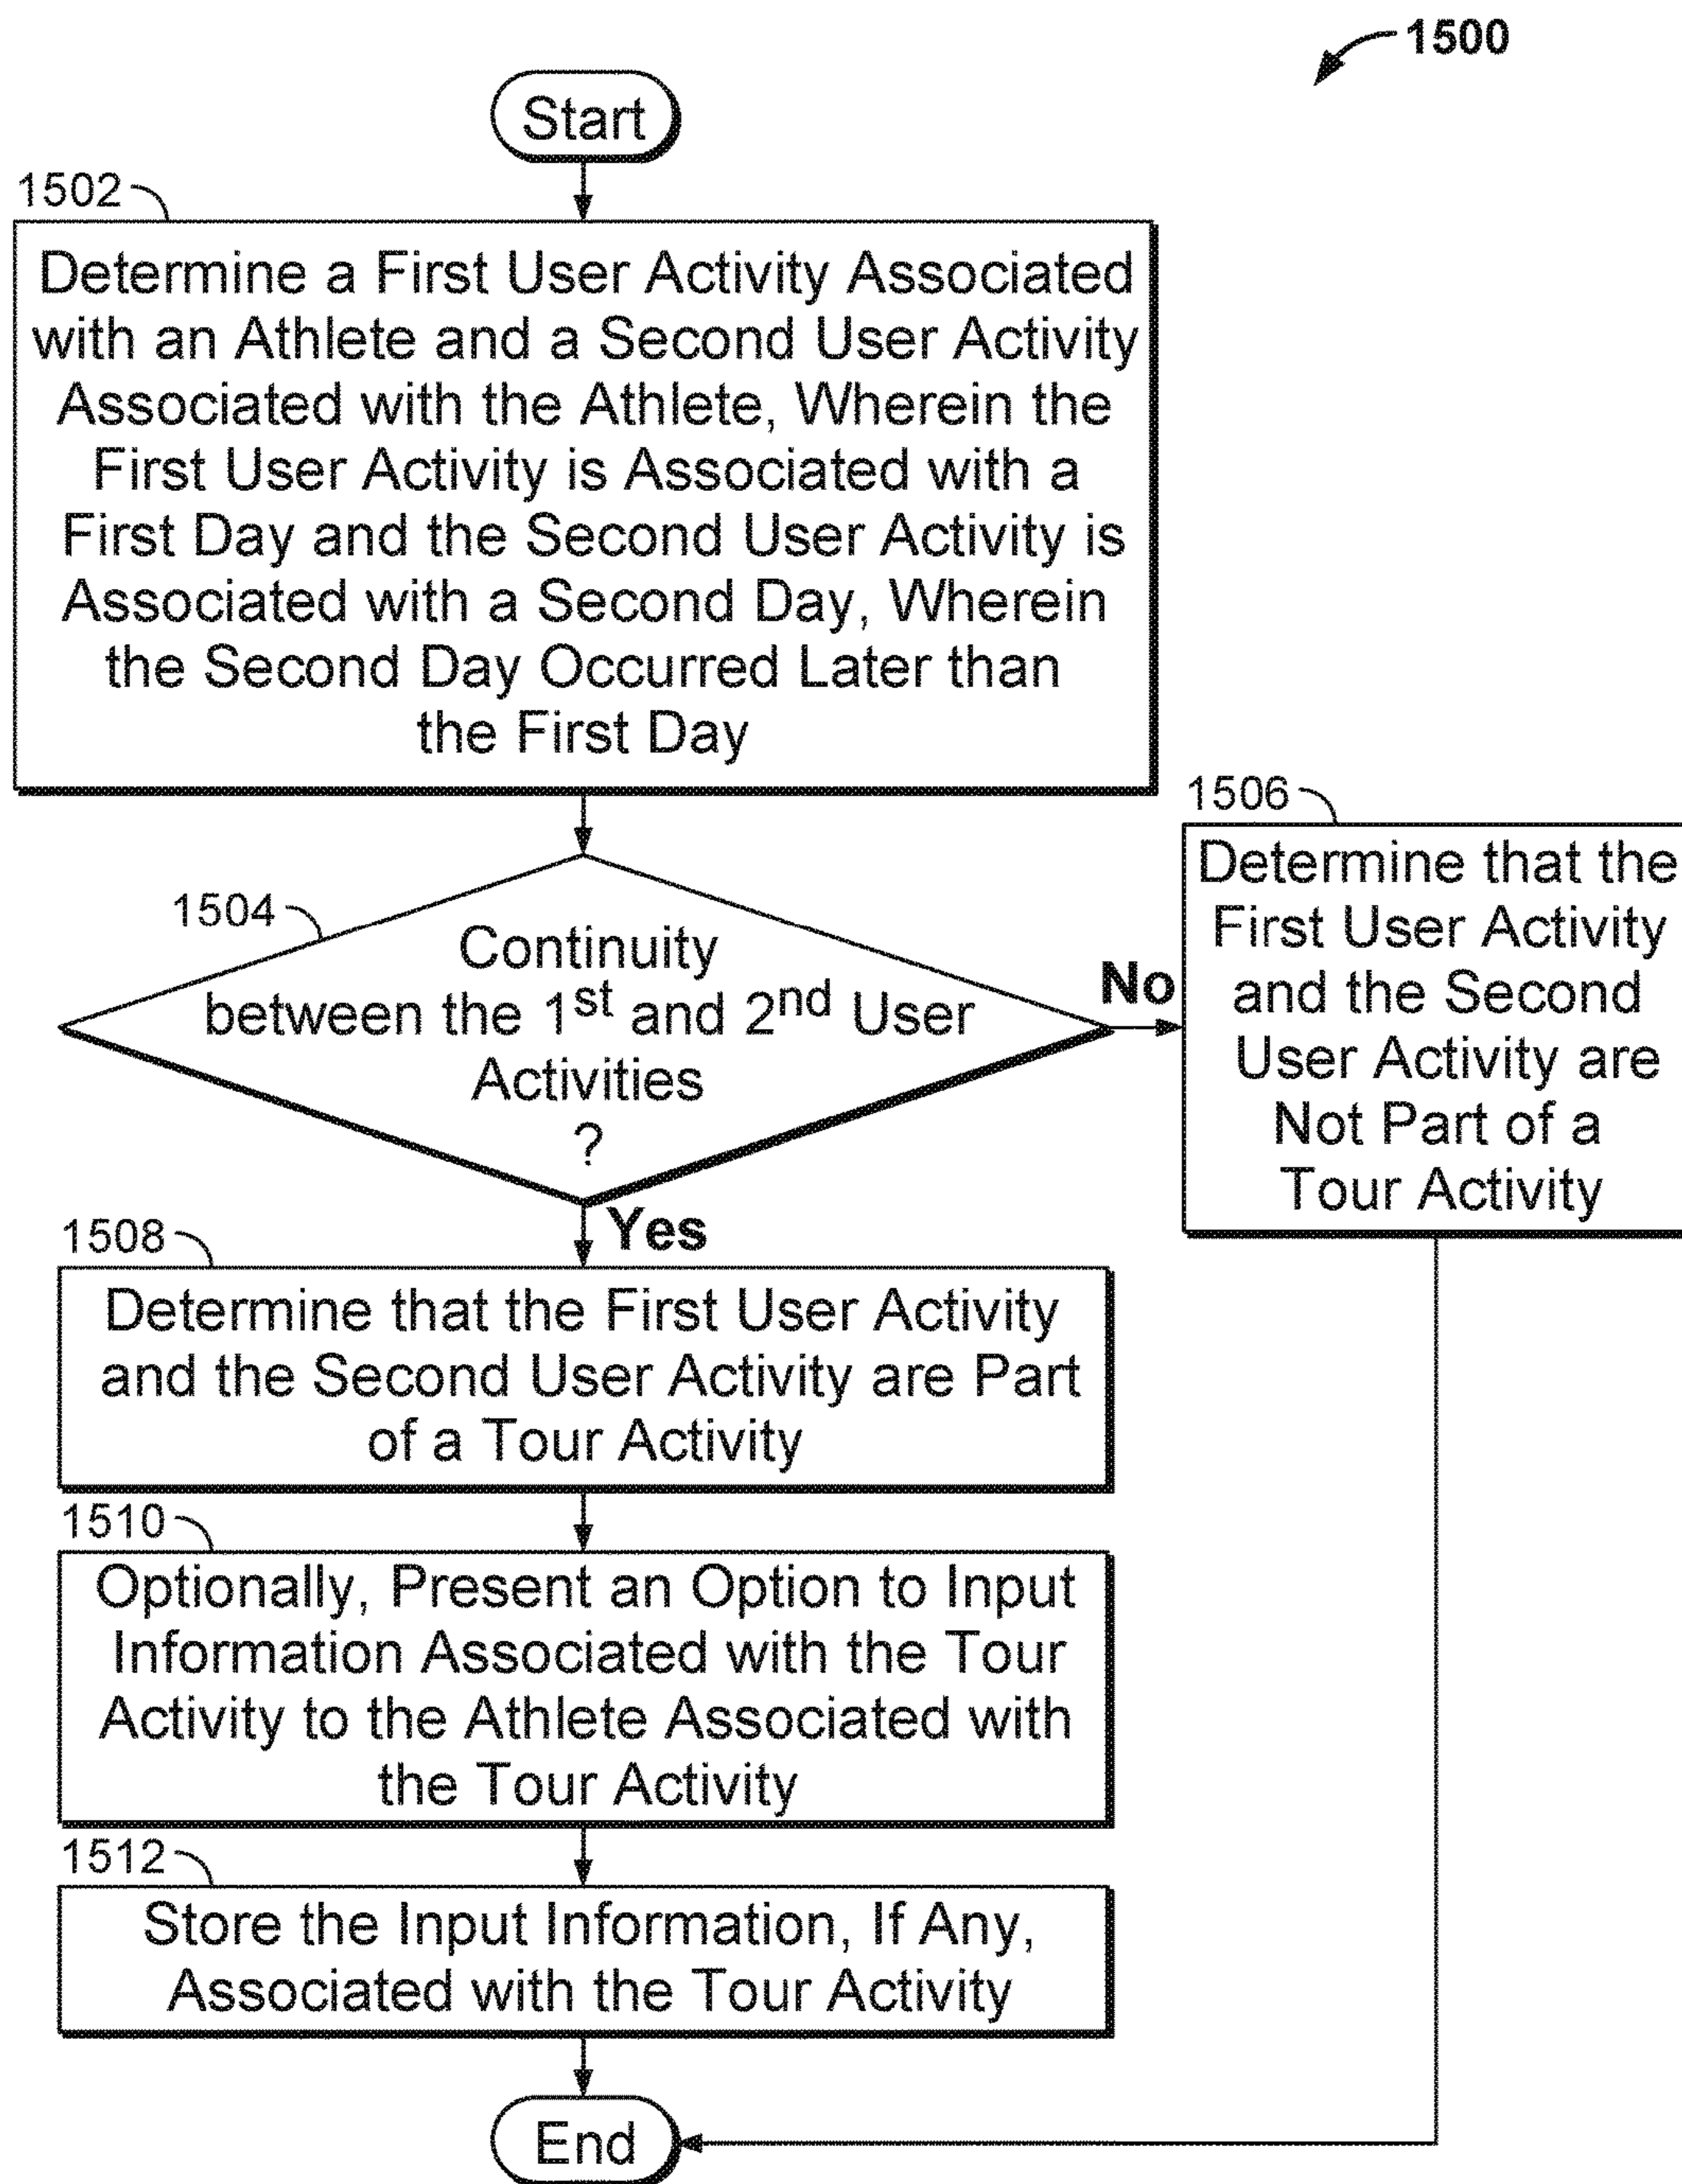 1500
Start
1502
Determine a First User Activity Associated
with an Athlete and a Second User Activity
Associated with the Athlete, Wherein the
First User Activity is Associated with a
First Day and the Second User Activity is
Associated with a Second Day, Wherein
the Second Day Occurred Later than
the First Day
1504
Continuity
between the 1st and 2nd User
Activities
?
No
1506
Determine that the
First User Activity
and the Second
User Activity are
Not Part of a
Tour Activity
Yes
1508
Determine that the First User Activity
and the Second User Activity are Part
of a Tour Activity
1510
Optionally, Present an Option to Input
Information Associated with the Tour
Activity to the Athlete Associated with
the Tour Activity
1512
Store the Input Information, If Any,
Associated with the Tour Activity
End